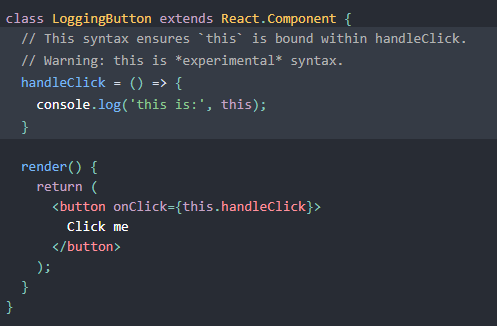 class LoggingButton extends React.Component {
  // This syntax ensures `this` is bound within handleClick.
  // Warning: this is *experimental* syntax.
  handleClick = () => {
    console.log('this is:', this);
  }

  render() {
    return (
      <button onClick={this.handleClick}>
        Click me
      </button>
    );
  }
}